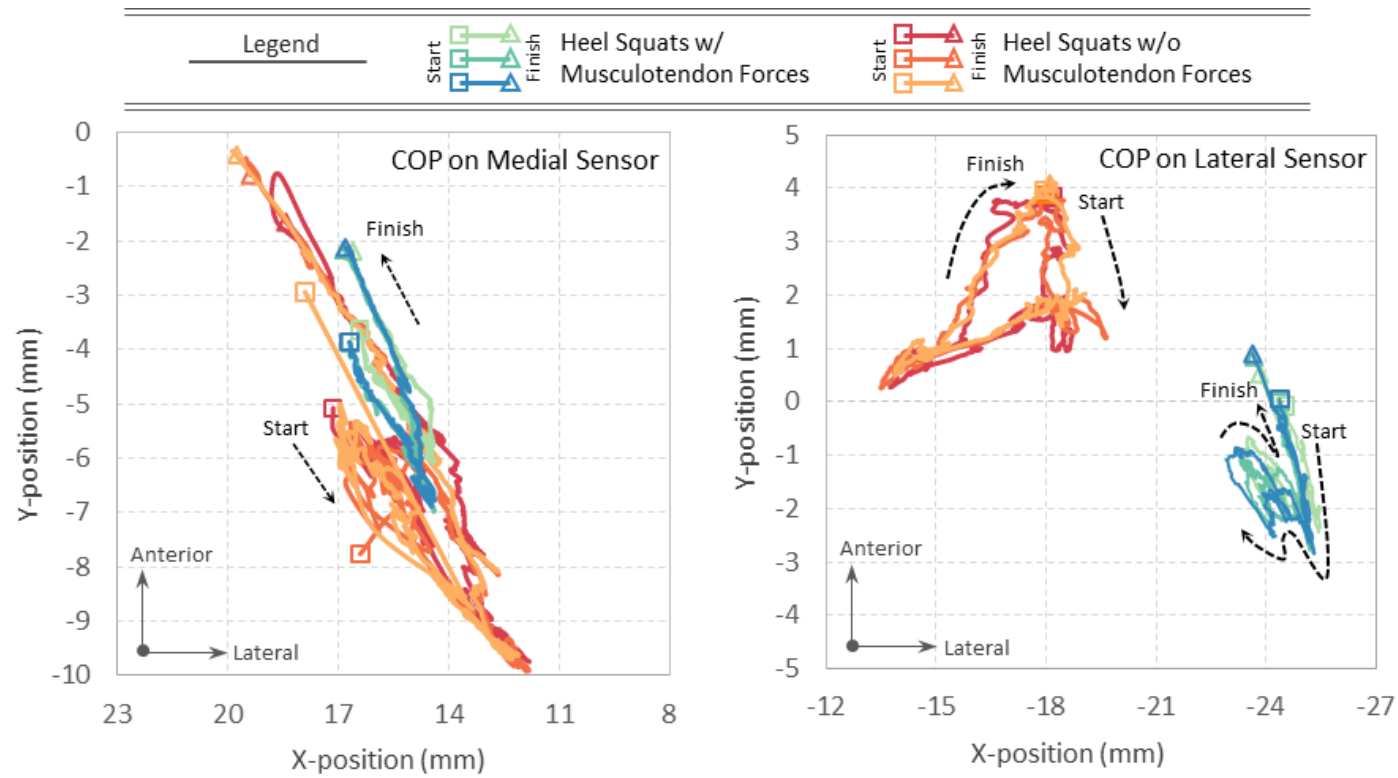 Legend
Start
Finish
Heel Squats w/
Musculotendon Forces
Start
Finish
Heel Squats w/o
Musculotendon Forces
COP on Medial Sensor
Y-position (mm)
0
-1
-2
-3
-4
-5
-6
-7
-8
-9
-10
Finish
Start
Anterior
Lateral
23 20 17 14 11 8
X-position (mm)
COP on Lateral Sensor
Y-position (mm)
5
4
3
2
1
0
-1
-2
-3
-4
-5
Finish
Start
Finish
Start
Anterior
Lateral
-12 -15 -18 -21 -24 -27
X-position (mm)